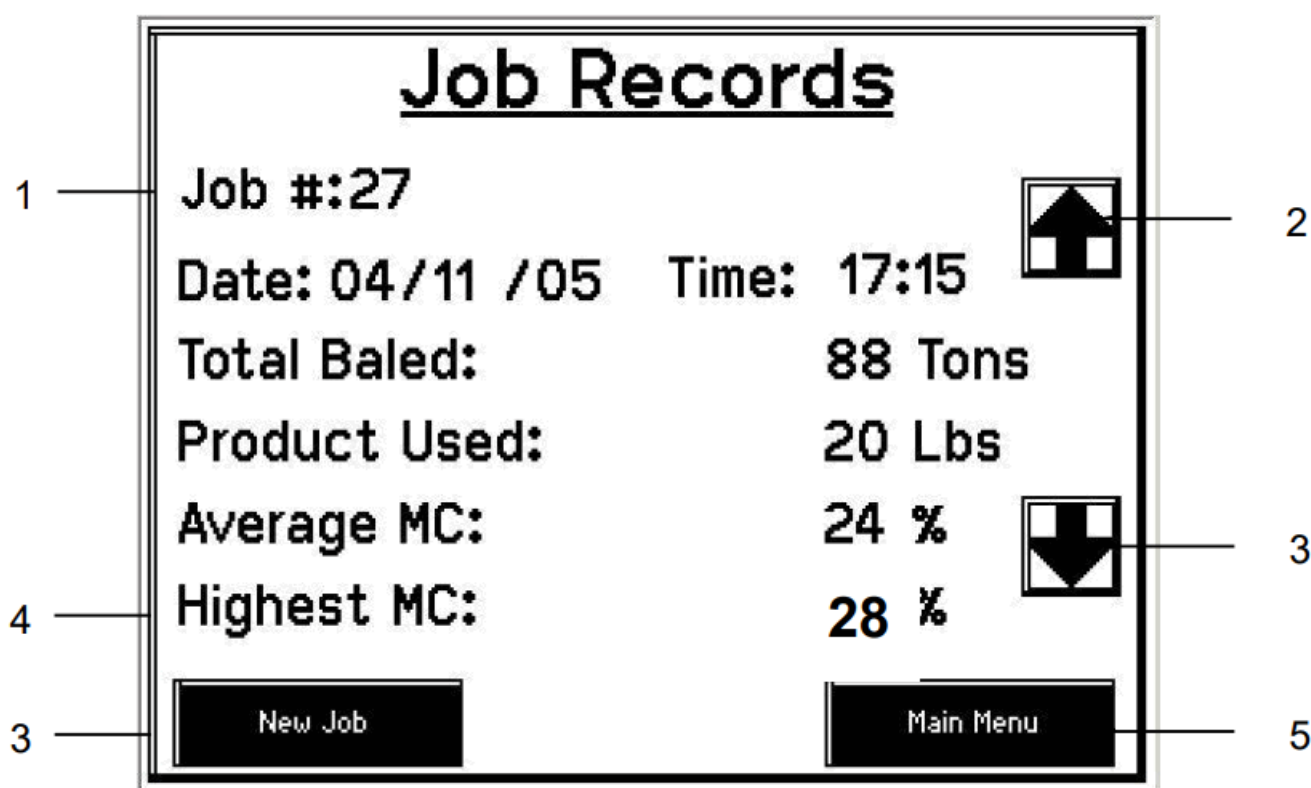 Job Records
1 Job #:27
2
Date: 04/11 /05 Time: 17:15
Total Baled: 88 Tons
Product Used: 20 Lbs
Average MC: 24 %
3
4 Highest MC: 28 %
3 New Job Main Menu 5